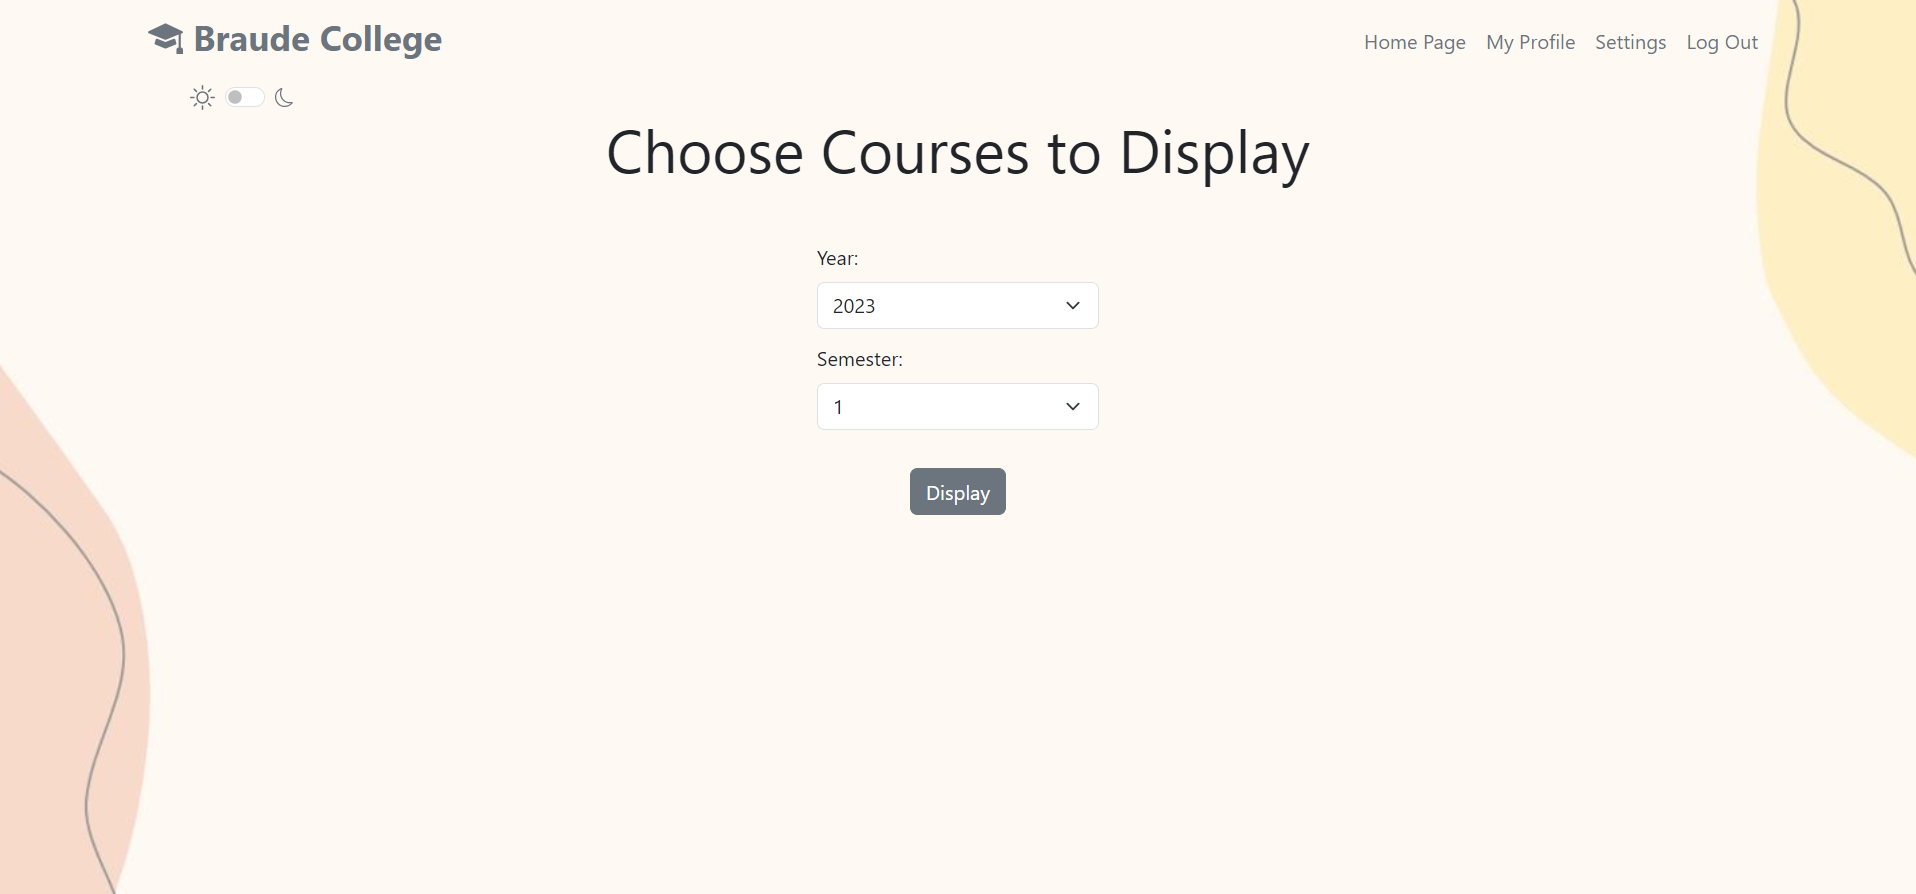 Braude College
Home Page My Profile Settings Log Out
Choose Courses to Display
Year:
2023
Semester:
1
Display